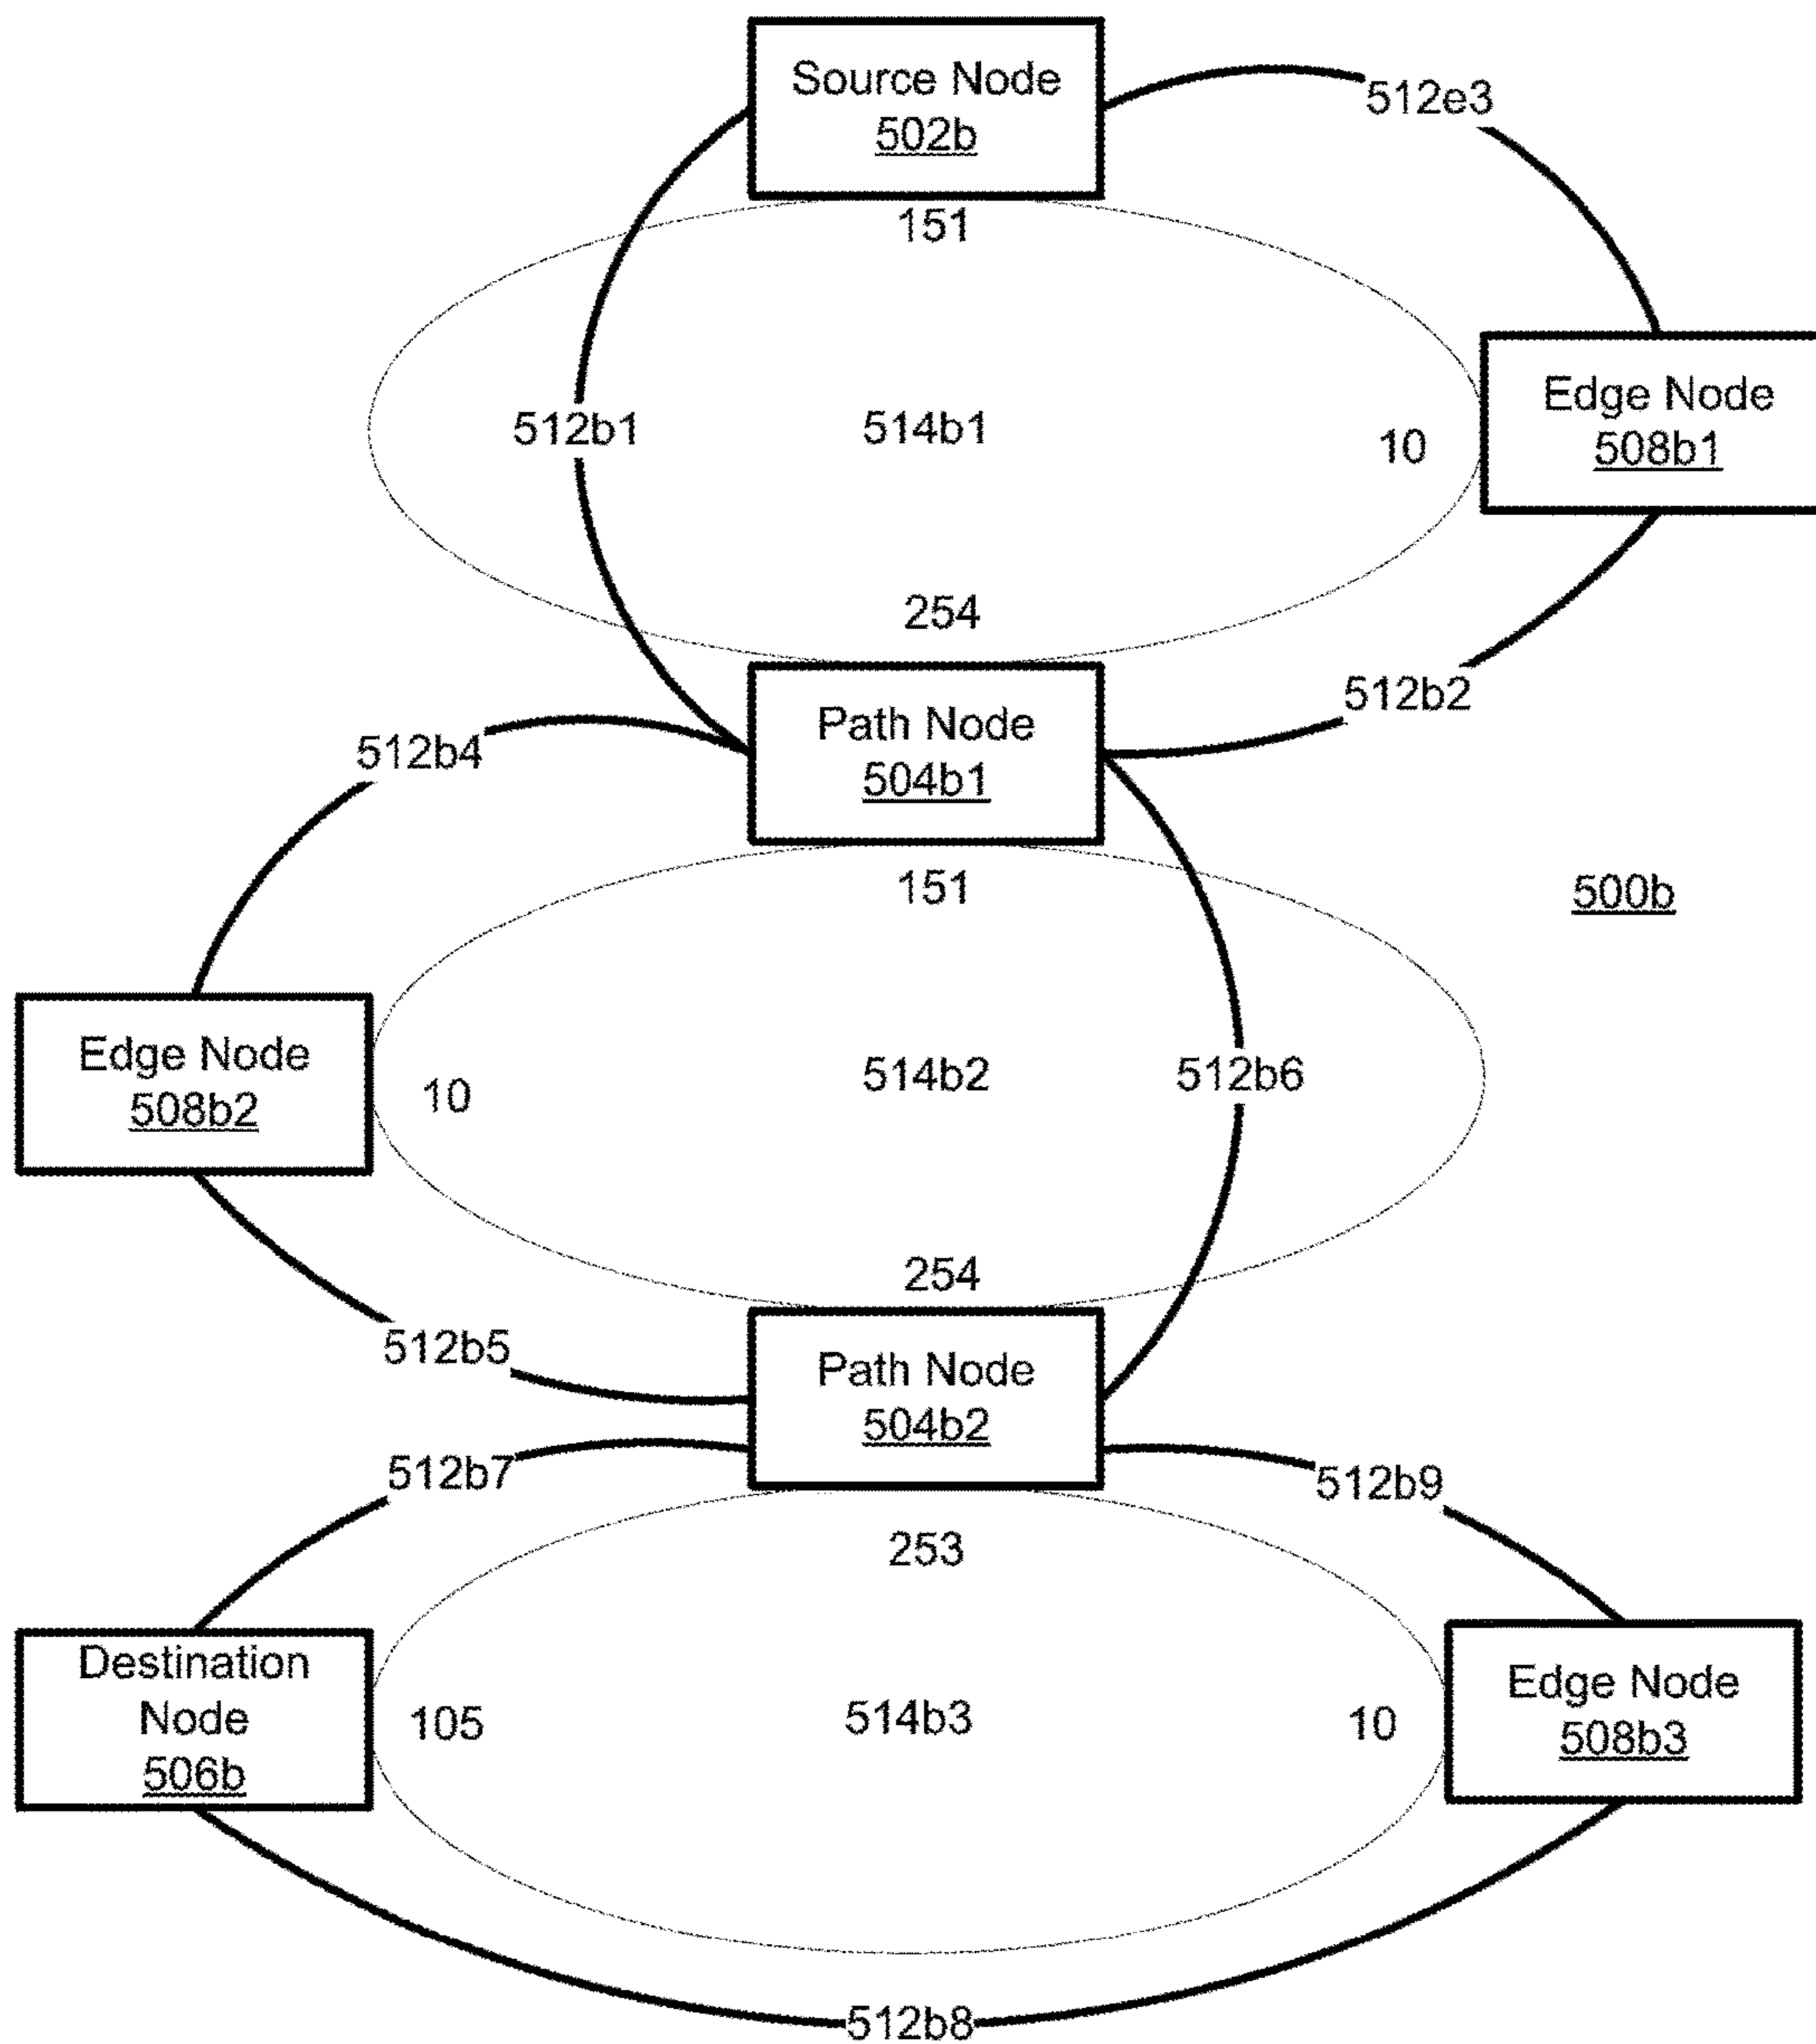 Source Node
502b
512e3
151
Edge Node
508b1
512b1
514b1
10
254
512b2
Path Node
504b1
512b4
151
500b
Edge Node
508b2
10
514b2
512b6
254
512b5
Path Node
504b2
512b7
512b9
253
Destination
Node
506b
105
514b3
10
Edge Node
508b3
512b8